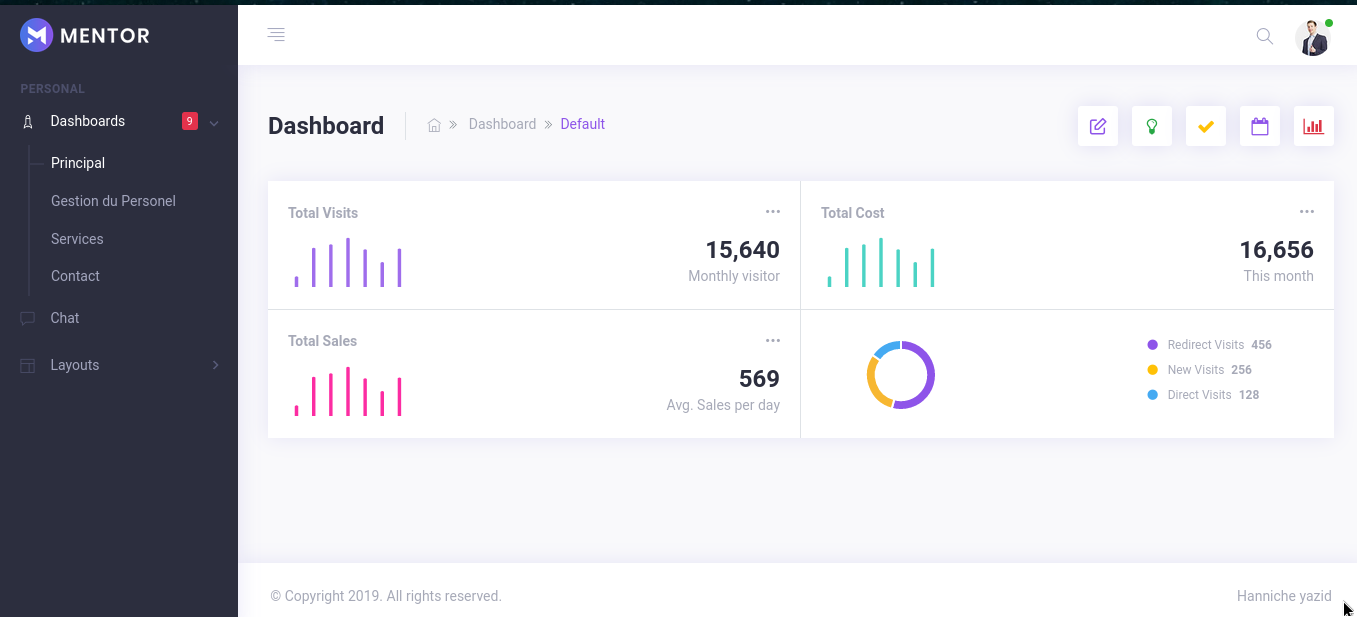 MENTOR
PERSONAL
Dashboards 9
Principal
Gestion du Personel
Services
Contact
Chat
Layouts
Dashboard
Dashboard » Default
Total Visits
15,640
Monthly visitor
Total Cost
16,656
This month
Total Sales
569
Avg. Sales per day
Redirect Visits 456
New Visits 256
Direct Visits 128
© Copyright 2019. All rights reserved.
Hanniche yazid